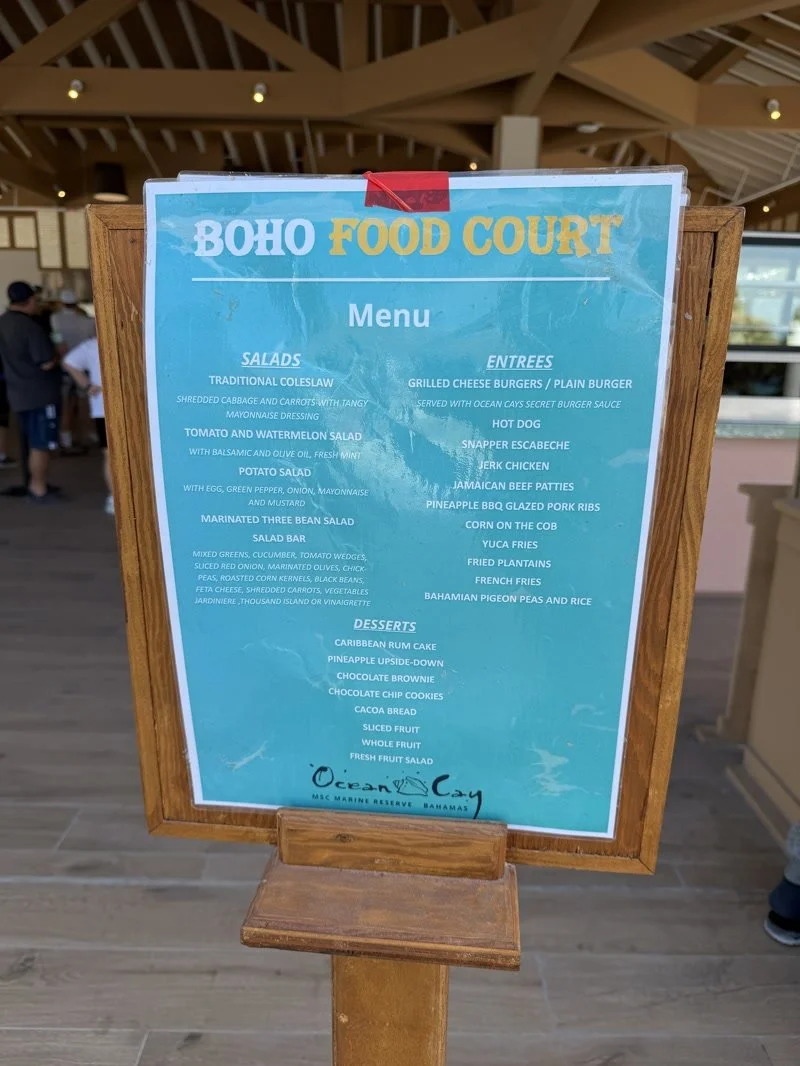 BOHO FOOD COURT
Menu
SALADS
TRADITIONAL COLESLAW
SHREDDED CABBAGE AND CARROTS WITH TANGY
MAYONNAISE DRESSING
TOMATO AND WATERMELON SALAD
WITH BALSAMIC AND OLIVE OIL, FRESH MINT
POTATO SALAD
WITH EGG, GREEN PEPPER, ONION, MAYONNAISE
AND MUSTARD
MARINATED THREE BEAN SALAD
SALAD BAR
MIXED GREENS, CUCUMBER, TOMATO WEDGES,
SLICED RED ONION, MARINATED OLIVES, CHICK-
PEAS, ROASTED CORN KERNELS, BLACK BEANS,
FETA CHEESE, SHREDDED CARROTS, VEGETABLES
JARDINIERE ,THOUSAND ISLAND OR VINAIGRETTE
ENTREES
GRILLED CHEESE BURGERS / PLAIN BURGER
SERVED WITH OCEAN CAYS SECRET BURGER SAUCE
HOT DOG
SNAPPER ESCABECHE
JERK CHICKEN
JAMAICAN BEEF PATTIES
PINEAPPLE BBQ GLAZED PORK RIBS
CORN ON THE COB
YUCA FRIES
FRIED PLANTAINS
FRENCH FRIES
BAHAMIAN PIGEON PEAS AND RICE
DESSERTS
CARIBBEAN RUM CAKE
PINEAPPLE UPSIDE-DOWN
CHOCOLATE BROWNIE
CHOCOLATE CHIP COOKIES
CACOA BREAD
SLICED FRUIT
WHOLE FRUIT
FRESH FRUIT SALAD
Ocean Cay
MSC MARINE RESERVE BAHAMAS